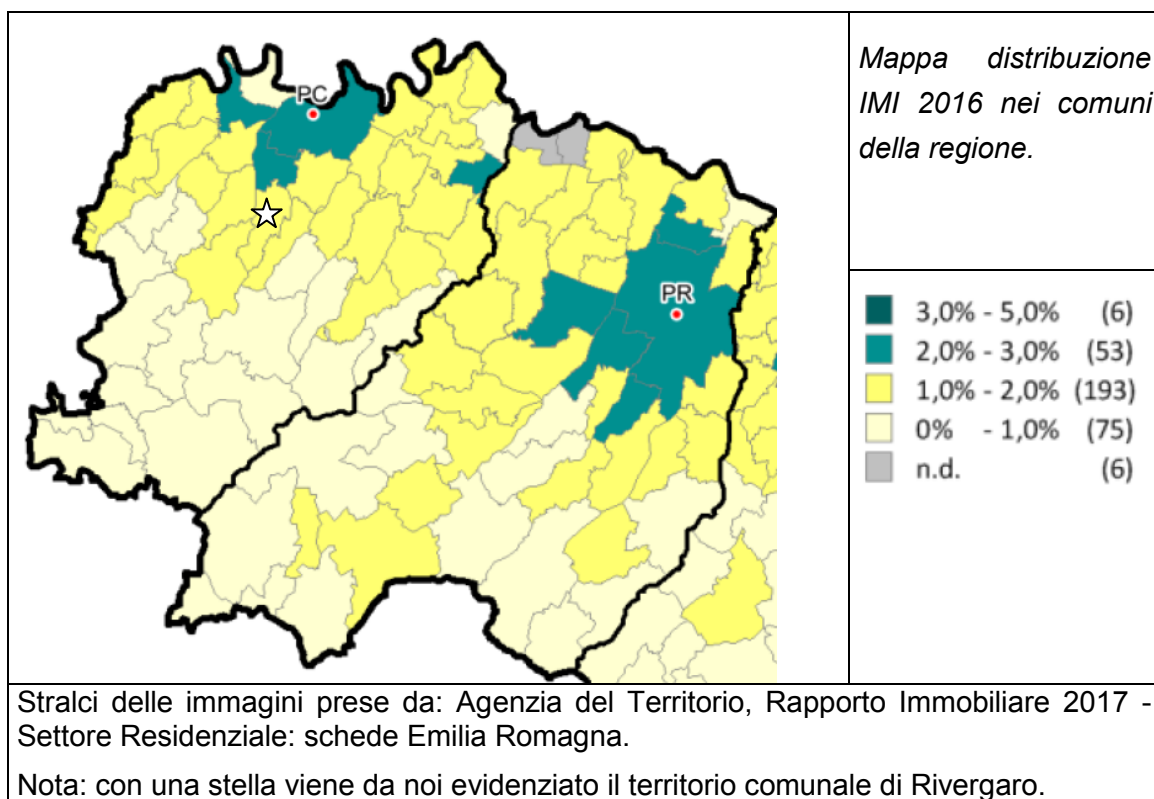 Mappa distribuzione
IMI 2016 nei comuni
della regione.
PC
PR
3,0% - 5,0% (6)
2,0% - 3,0% (53)
1,0% - 2,0% (193)
0% - 1,0% (75)
n.d. (6)
Stralci delle immagini prese da: Agenzia del Territorio, Rapporto Immobiliare 2017 -
Settore Residenziale: schede Emilia Romagna.
Nota: con una stella viene da noi evidenziato il territorio comunale di Rivergaro.